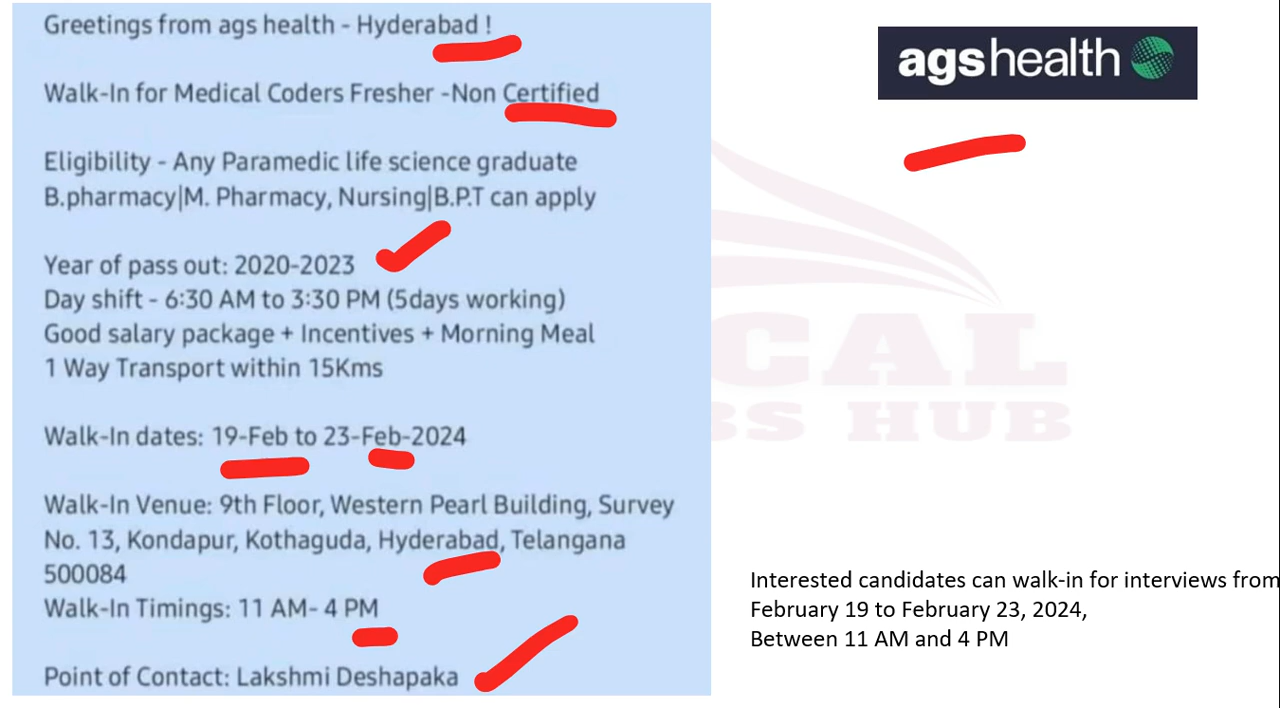 Greetings from ags health - Hyderabad !
Walk-In for Medical Coders Fresher -Non Certified
Eligibility - Any Paramedic life science graduate
B.pharmacy|M. Pharmacy, Nursing|B.P.T can apply
Year of pass out: 2020-2023
Day shift - 6:30 AM to 3:30 PM (5days working)
Good salary package + Incentives + Morning Meal
1 Way Transport within 15Kms
Walk-In dates: 19-Feb to 23-Feb-2024
Walk-In Venue: 9th Floor, Western Pearl Building, Survey
No. 13, Kondapur, Kothaguda, Hyderabad, Telangana
500084
Walk-In Timings: 11 AM- 4 PM
Point of Contact: Lakshmi Deshapaka
agshealth
CAL
BS HUB
Interested candidates can walk-in for interviews from
February 19 to February 23, 2024,
Between 11 AM and 4 PM